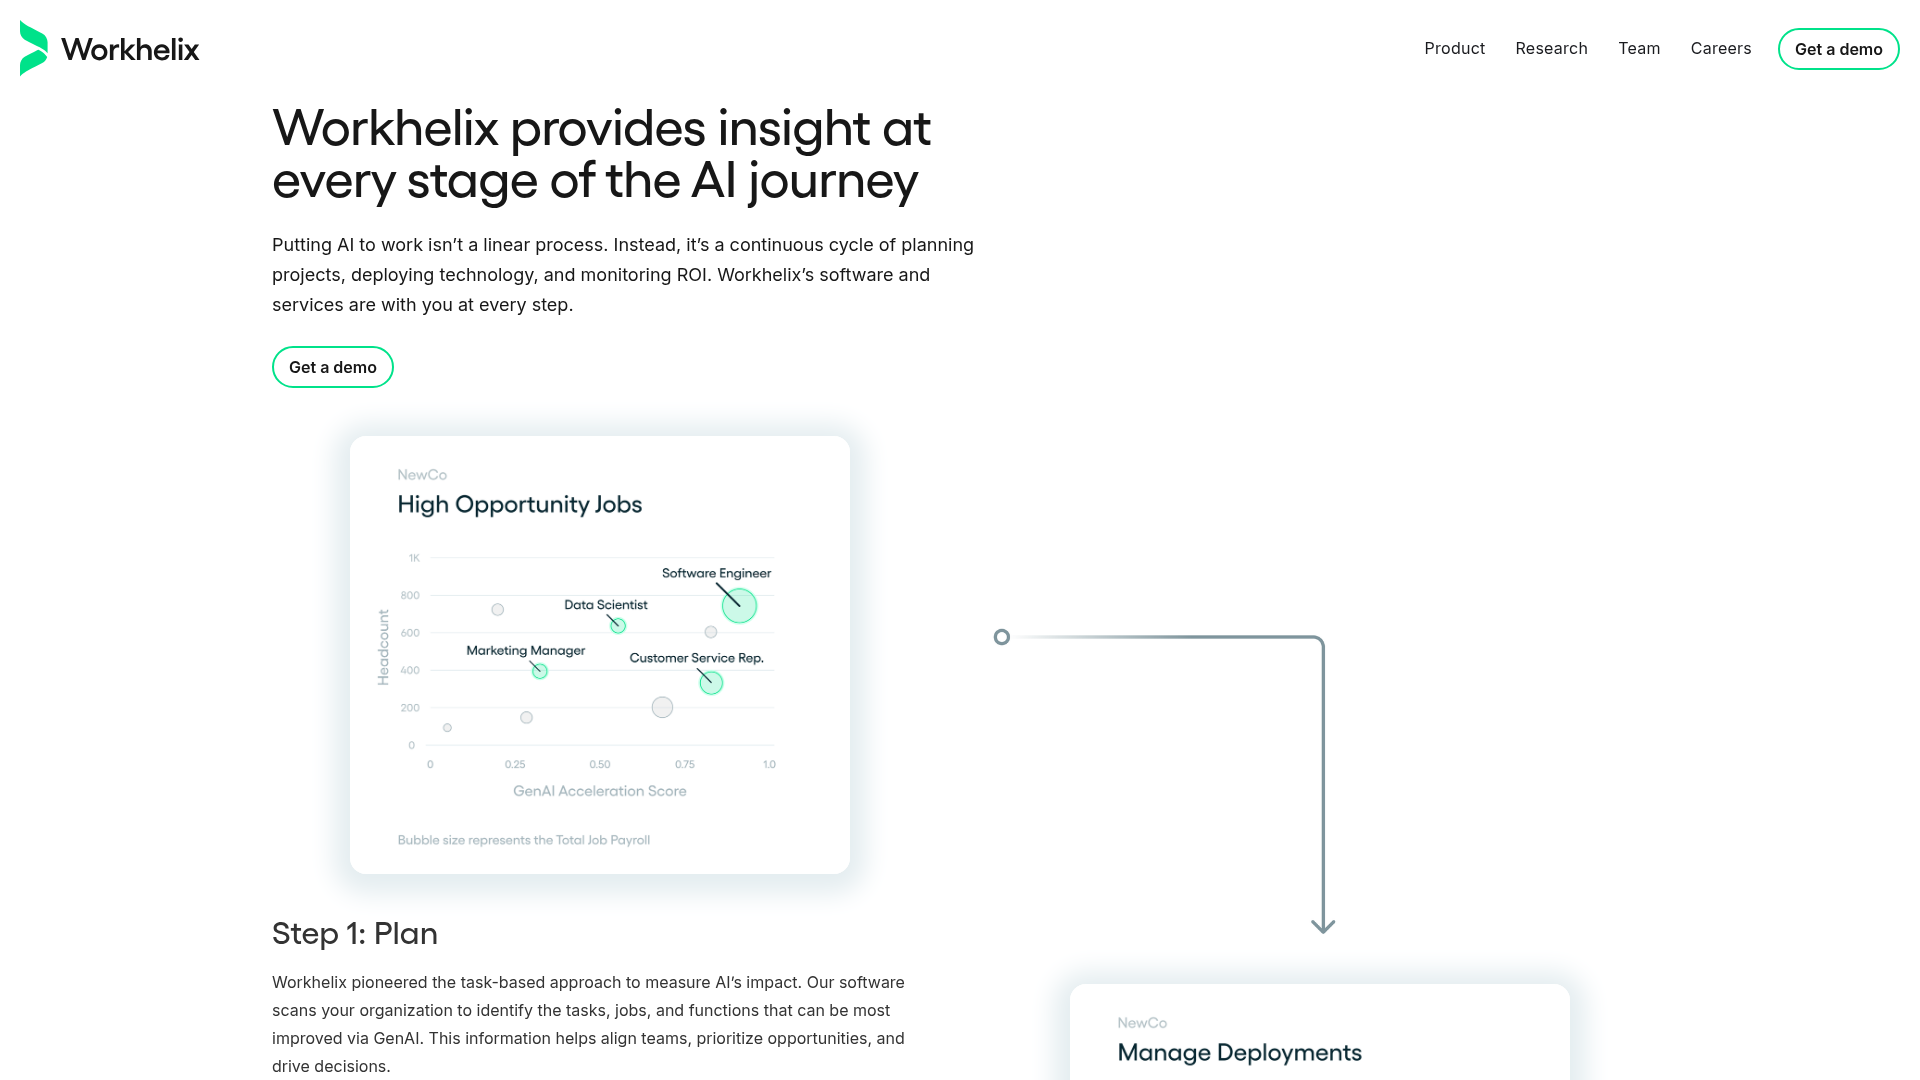 Workhelix
Product
Research
Team
Careers
Get a demo
Workhelix provides insight at
every stage of the AI journey
Putting AI to work isn’t a linear process. Instead, it’s a continuous cycle of planning
projects, deploying technology, and monitoring ROI. Workhelix’s software and
services are with you at every step.
Get a demo
NewCo
High Opportunity Jobs
1K
800
600
400
200
0
Headcount
Software Engineer
Data Scientist
Marketing Manager
Customer Service Rep.
0
0.25
0.50
0.75
1.0
GenAI Acceleration Score
Bubble size represents the Total Job Payroll
Step 1: Plan
Workhelix pioneered the task-based approach to measure AI’s impact. Our software
scans your organization to identify the tasks, jobs, and functions that can be most
improved via GenAI. This information helps align teams, prioritize opportunities, and
drive decisions.
NewCo
Manage Deployments